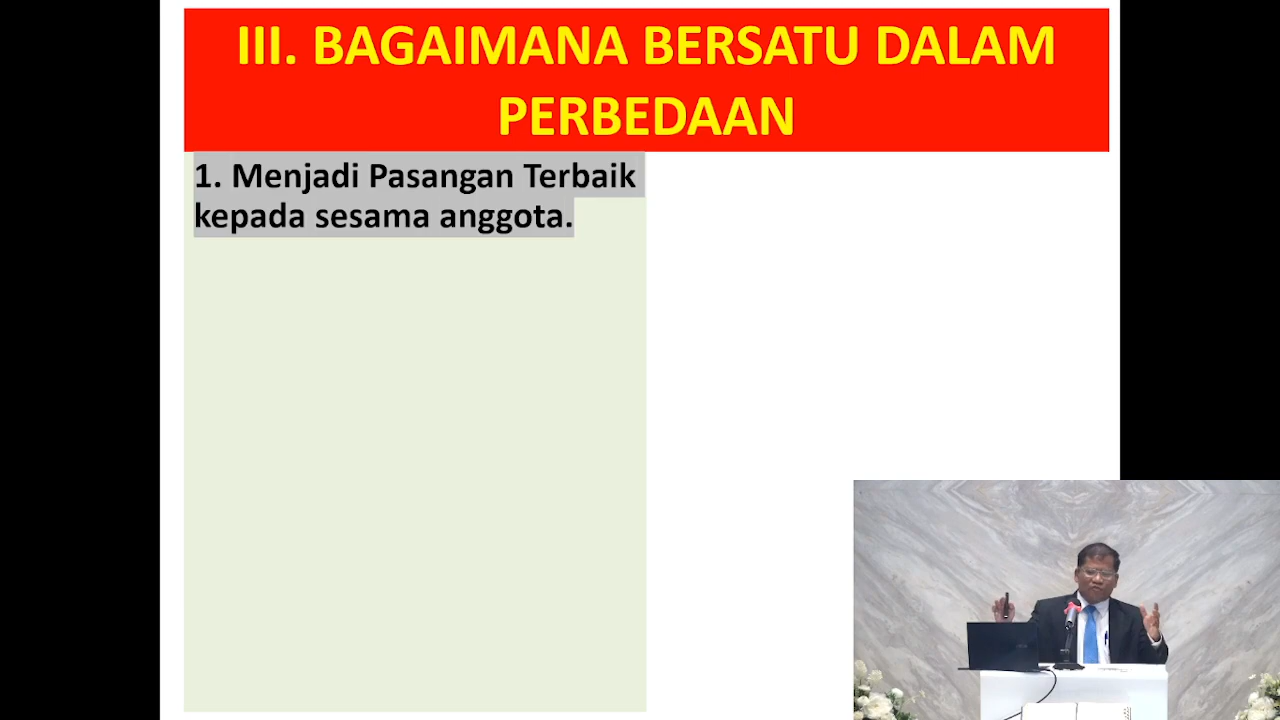 III. BAGAIMANA BERSATU DALAM
PERBEDAAN
1. Menjadi Pasangan Terbaik
kepada sesama anggota.